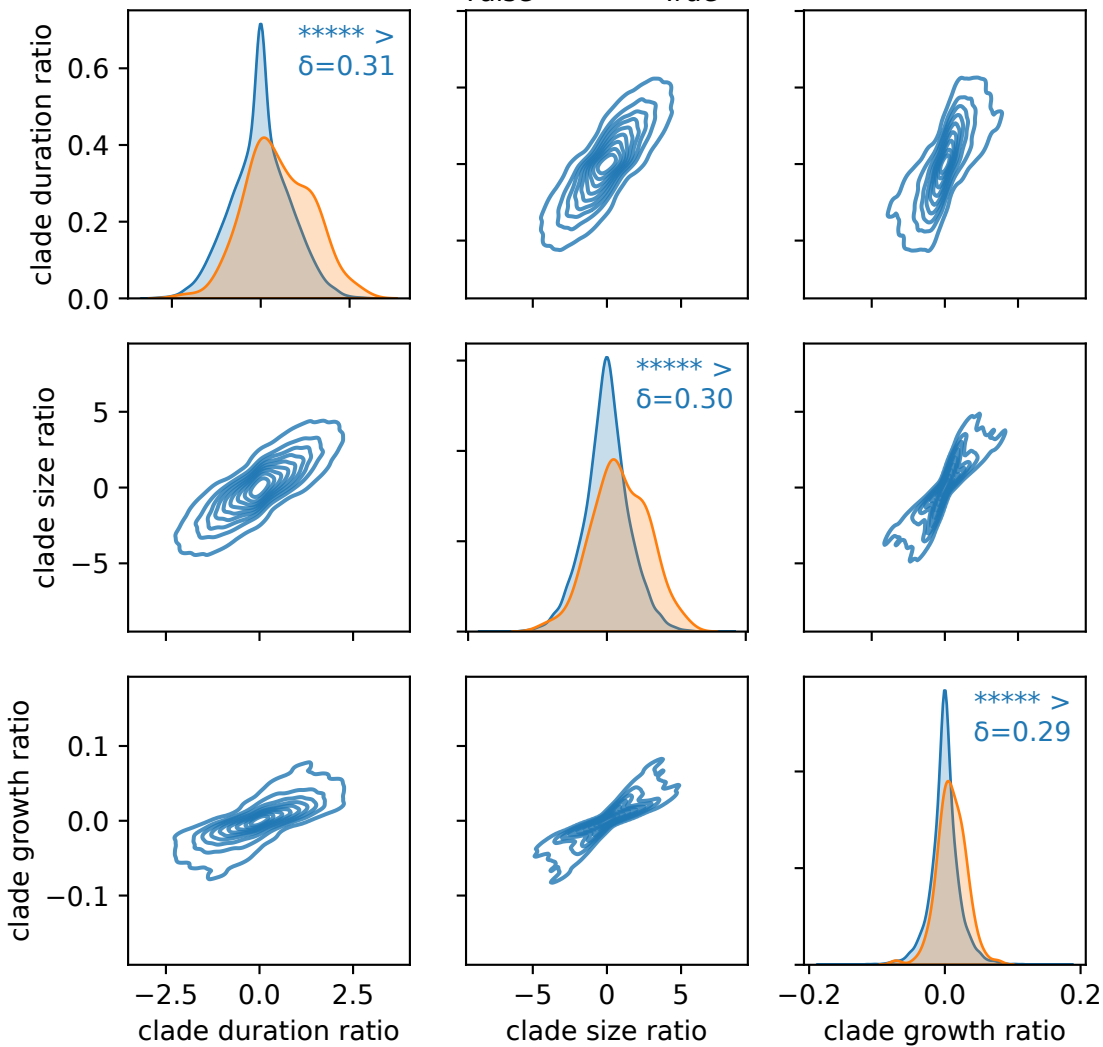 ***** >
δ=0.31
clade duration ratio
0.6
0.4
0.2
0.0
***** >
δ=0.30
clade size ratio
5
0
−5
***** >
δ=0.29
clade growth ratio
0.1
0.0
−0.1
−2.5 0.0 2.5
−5 0 5
−0.2 0.0 0.2
clade duration ratio
clade size ratio
clade growth ratio